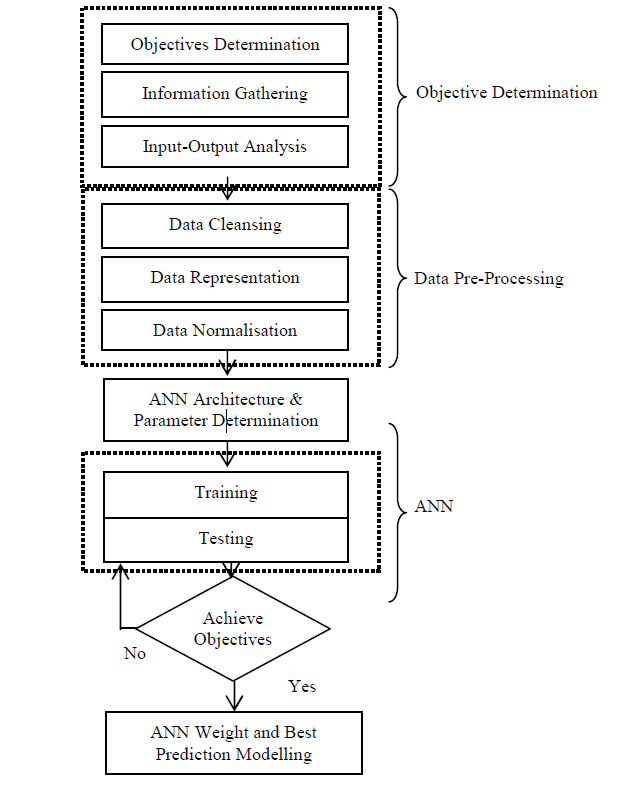 Objectives Determination
Information Gathering
Input-Output Analysis
Objective Determination
Data Cleansing
Data Representation
Data Normalisation
Data Pre-Processing
ANN Architecture &
Parameter Determination
Training
Testing
ANN
Achieve
Objectives
No
Yes
ANN Weight and Best
Prediction Modelling